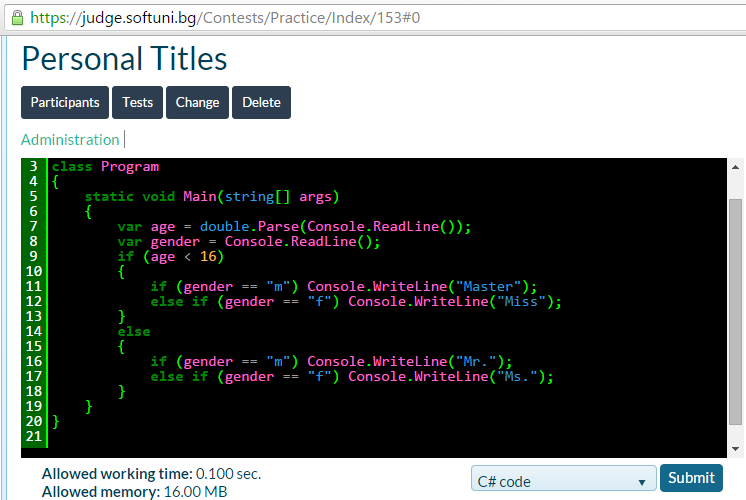 https://judge.softuni.bg/Contests/Practice/Index/153#0
Personal Titles
Participants Tests Change Delete
Administration
3 class Program
4 {
5     static void Main(string[] args)
6     {
7         var age = double.Parse(Console.ReadLine());
8         var gender = Console.ReadLine();
9         if (age < 16)
10         {
11             if (gender == "m") Console.WriteLine("Master");
12             else if (gender == "f") Console.WriteLine("Miss");
13         }
14         else
15         {
16             if (gender == "m") Console.WriteLine("Mr.");
17             else if (gender == "f") Console.WriteLine("Ms.");
18         }
19     }
20 }
21
Allowed working time: 0.100 sec.
Allowed memory: 16.00 MB
C# code
Submit